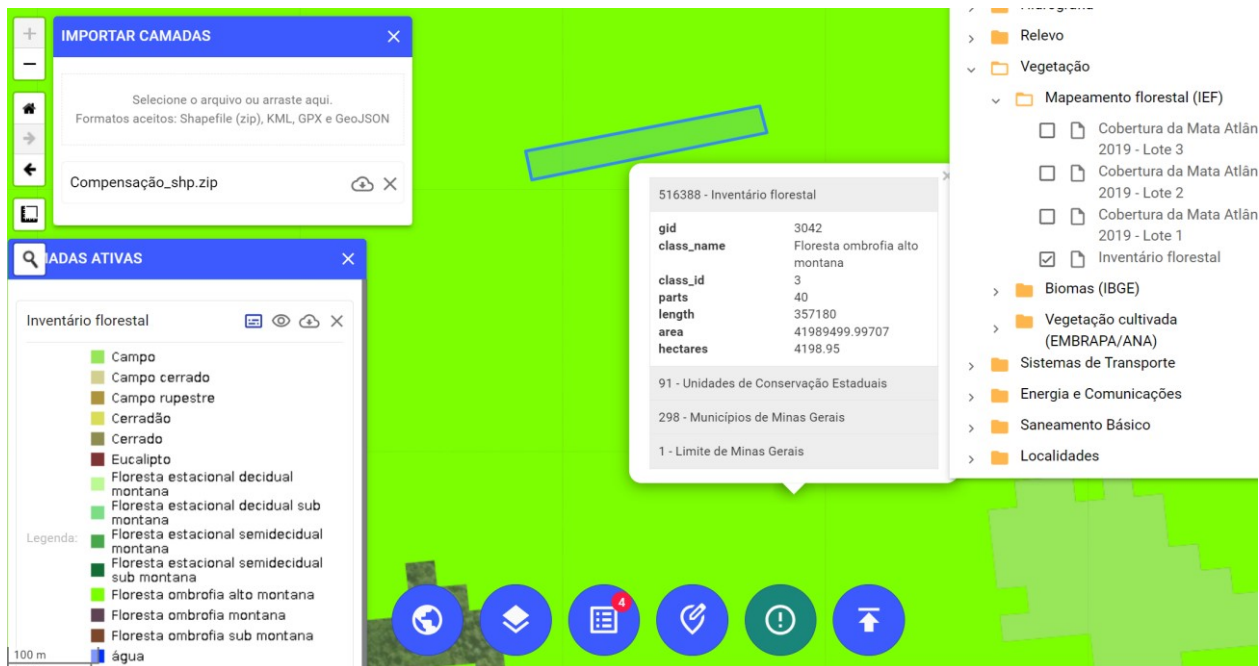 IMPORTAR CAMADAS
Selecione o arquivo ou arraste aqui.
Formatos aceitos: Shapefile (zip), KML, GPX e GeoJSON
Compensação_shp.zip
ADAS ATIVAS
Inventário florestal
Legenda:
Campo
Campo cerrado
Campo rupestre
Cerradão
Cerrado
Eucalipto
Floresta estacional decidual
montana
Floresta estacional decidual sub
montana
Floresta estacional semidecidual
montana
Floresta estacional semidecidual
sub montana
Floresta ombrofia alto montana
Floresta ombrofia montana
Floresta ombrofia sub montana
água
100 m
516388 - Inventário florestal
gid 3042
class_name Floresta ombrofia alto
montana
class_id 3
parts 40
length 357180
area 41989499.99707
hectares 4198.95
91 - Unidades de Conservação Estaduais
298 - Municípios de Minas Gerais
1 - Limite de Minas Gerais
4
Relevo
Vegetação
Mapeamento florestal (IEF)
Cobertura da Mata Atlân
2019 - Lote 3
Cobertura da Mata Atlân
2019 - Lote 2
Cobertura da Mata Atlân
2019 - Lote 1
Inventário florestal
Biomas (IBGE)
Vegetação cultivada
(EMBRAPA/ANA)
Sistemas de Transporte
Energia e Comunicações
Saneamento Básico
Localidades